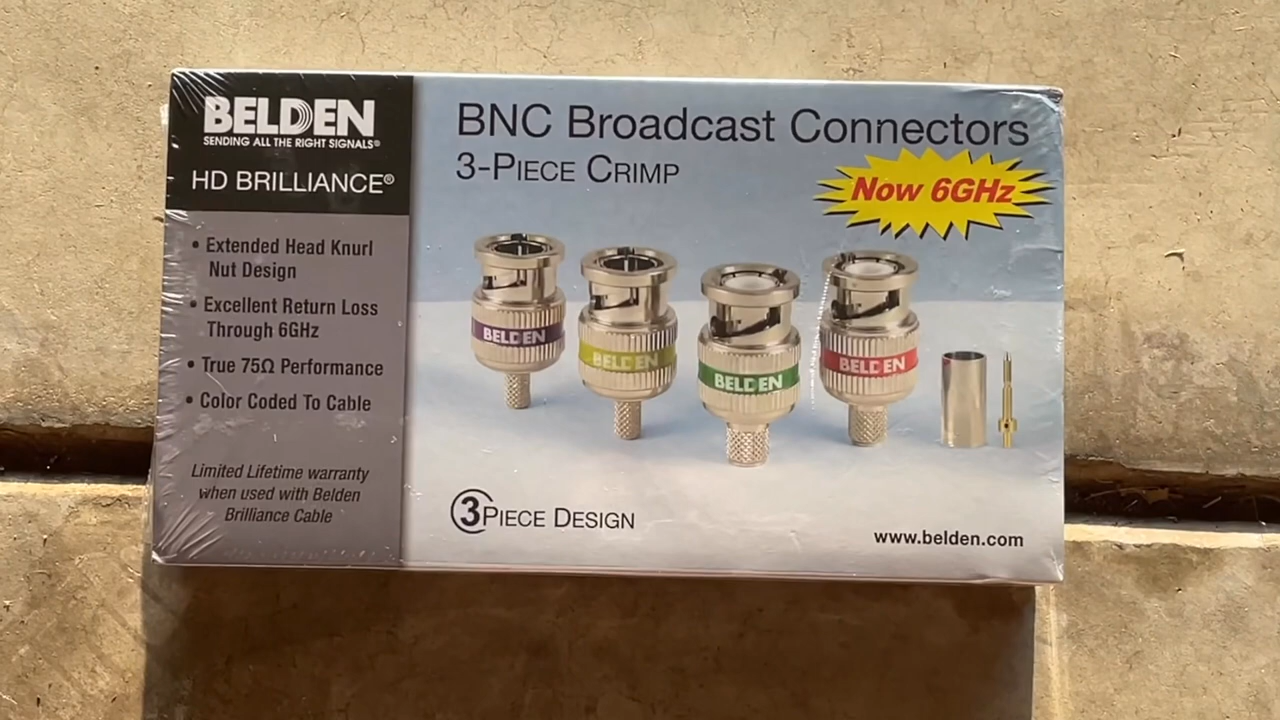 BELDEN
SENDING ALL THE RIGHT SIGNALS®
HD BRILLIANCE®
• Extended Head Knurl
Nut Design
• Excellent Return Loss
Through 6GHz
• True 75Ω Performance
• Color Coded To Cable
Limited Lifetime warranty
when used with Belden
Brilliance Cable
BNC Broadcast Connectors
3-PIECE CRIMP
Now 6GHz
BELDEN
BELDEN
BELDEN
BELDEN
3 PIECE DESIGN
www.belden.com